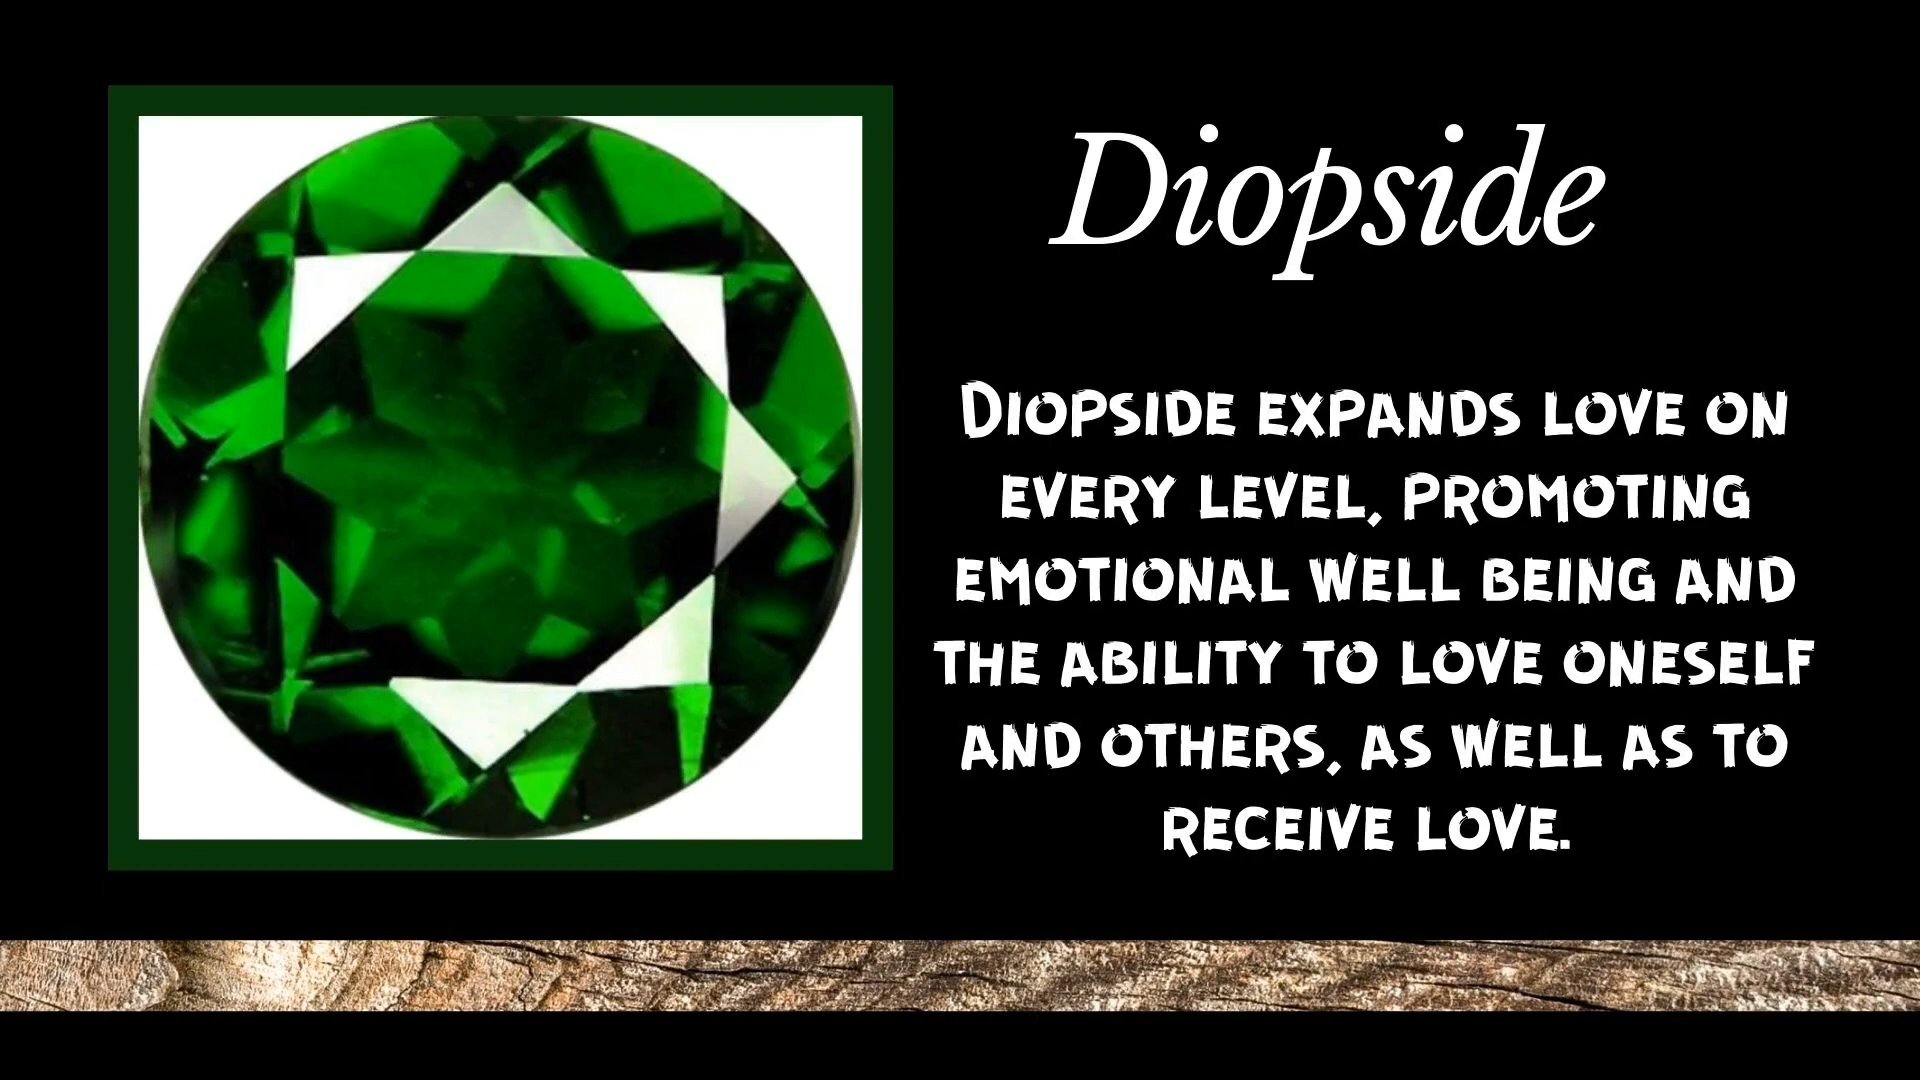 Diopside
Diopside expands love on
every level, promoting
emotional well being and
the ability to love oneself
and others, as well as to
receive love.